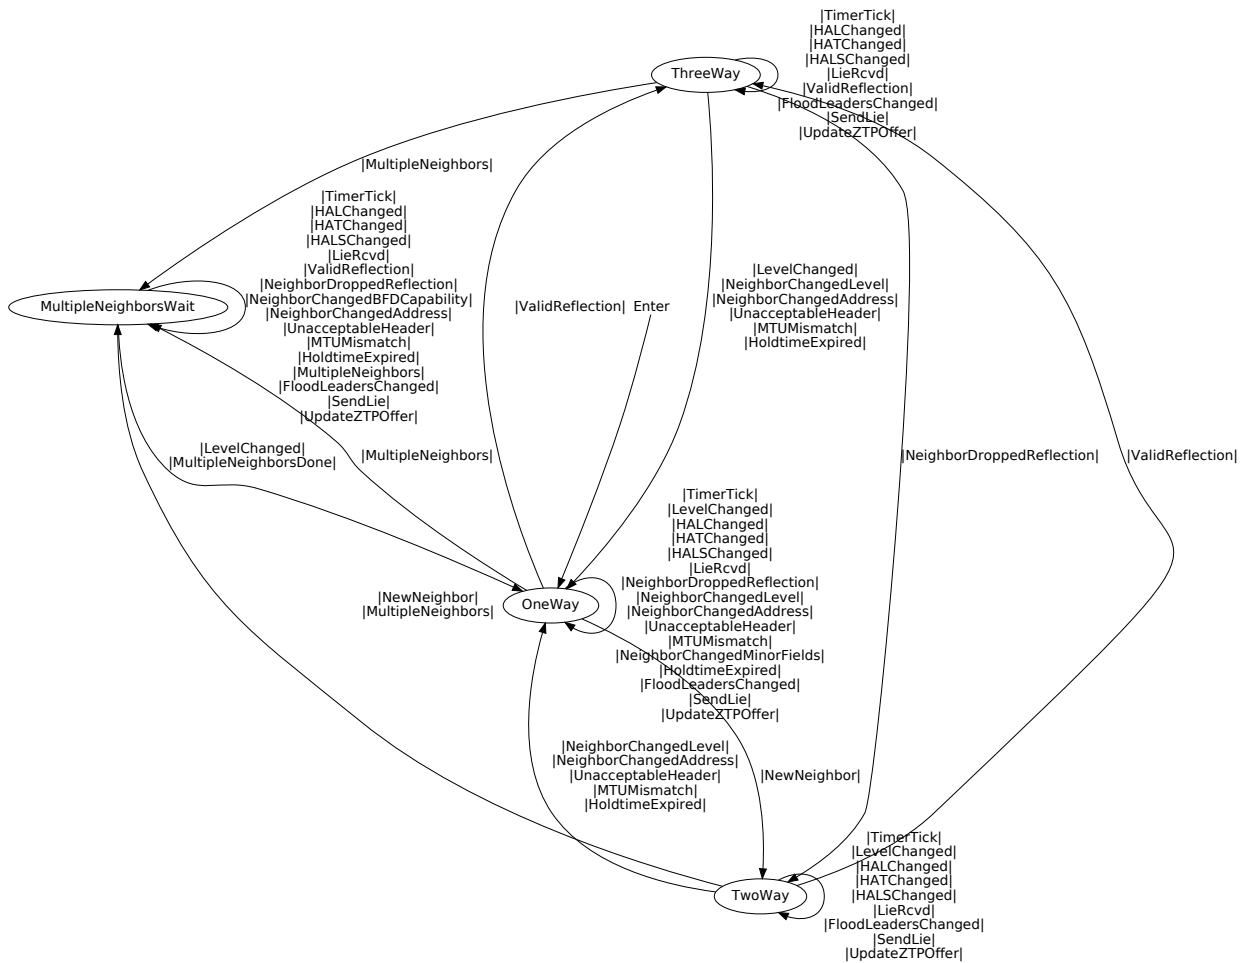 |TimerTick|
|HALChanged|
|HATChanged|
|HALSChanged|
|LieRcvd|
|ValidReflection|
|FloodLeadersChanged|
|SendLie|
|UpdateZTPOffer|
ThreeWay
|MultipleNeighbors|
|TimerTick|
|HALChanged|
|HATChanged|
|HALSChanged|
|LieRcvd|
|ValidReflection|
|NeighborDroppedReflection|
|NeighborChangedBFDCapability|
|NeighborChangedAddress|
|UnacceptableHeader|
|MTUMismatch|
|HoldtimeExpired|
|MultipleNeighbors|
|FloodLeadersChanged|
|SendLie|
|UpdateZTPOffer|
MultipleNeighborsWait
|ValidReflection|
Enter
|LevelChanged|
|NeighborChangedLevel|
|NeighborChangedAddress|
|UnacceptableHeader|
|MTUMismatch|
|HoldtimeExpired|
|LevelChanged|
|MultipleNeighborsDone|
|MultipleNeighbors|
|NeighborDroppedReflection|
|ValidReflection|
|TimerTick|
|LevelChanged|
|HALChanged|
|HATChanged|
|HALSChanged|
|LieRcvd|
|NeighborDroppedReflection|
|NeighborChangedLevel|
|NeighborChangedAddress|
|UnacceptableHeader|
|MTUMismatch|
|NeighborChangedMinorFields|
|HoldtimeExpired|
|FloodLeadersChanged|
|SendLie|
|UpdateZTPOffer|
|NewNeighbor|
|MultipleNeighbors|
OneWay
|NeighborChangedLevel|
|NeighborChangedAddress|
|UnacceptableHeader|
|MTUMismatch|
|HoldtimeExpired|
|NewNeighbor|
|TimerTick|
|LevelChanged|
|HALChanged|
|HATChanged|
|HALSChanged|
|LieRcvd|
|FloodLeadersChanged|
|SendLie|
|UpdateZTPOffer|
TwoWay